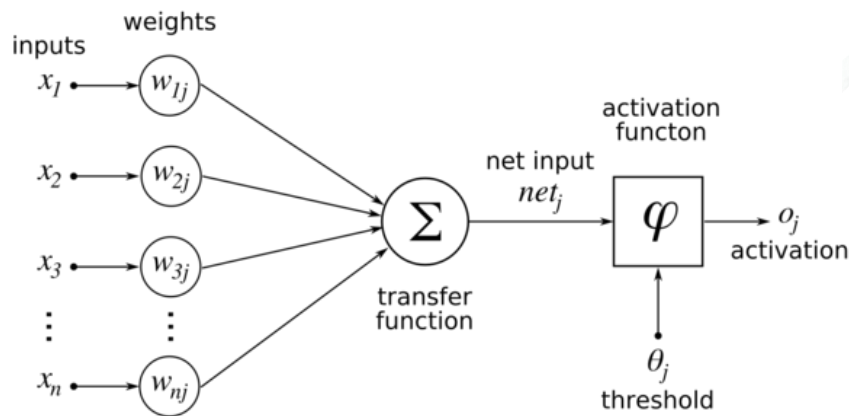 weights
inputs
x1 w1j
activation
functon
x2 w2j
net input
netj
Σ
φ
oj
activation
x3 w3j
transfer
function
⋮ ⋮
xn wnj
θj
threshold